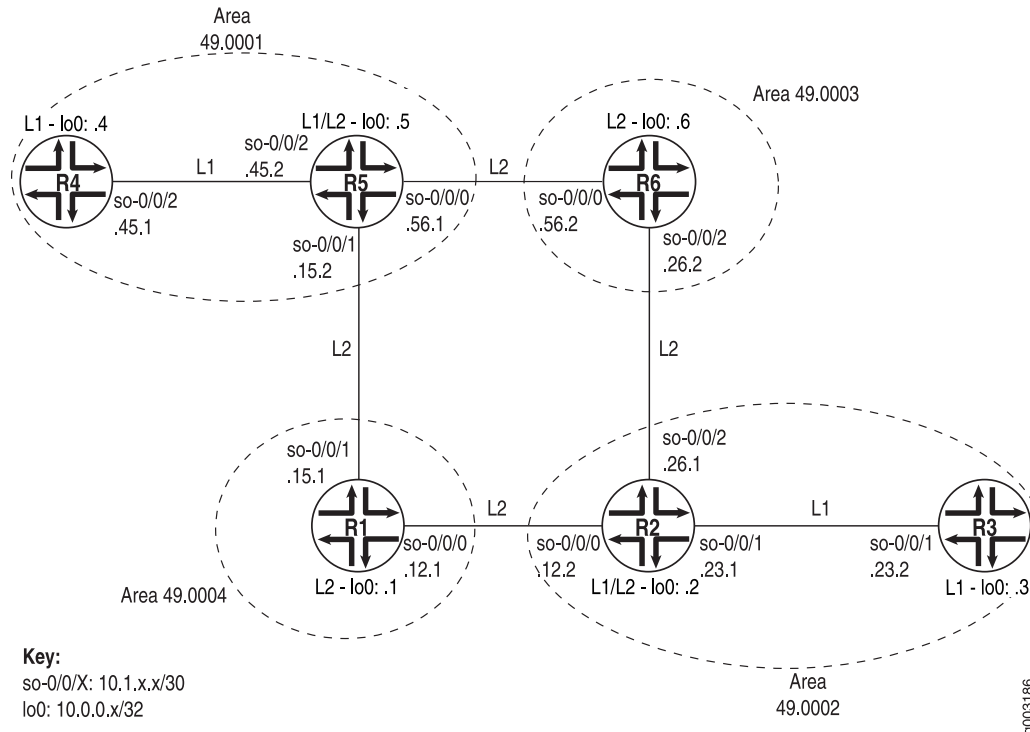 Area
49.0001
Area 49.0003
L1 - lo0: .4
L1/L2 - lo0: .5
L2 - lo0: .6
so-0/0/2
.45.2
R4
L1
R5
L2
R6
so-0/0/2
.45.1
so-0/0/0
.56.1
so-0/0/0
.56.2
so-0/0/1
.15.2
so-0/0/2
.26.2
L2
L2
so-0/0/1
.15.1
so-0/0/2
.26.1
R1
L2
R2
L1
R3
so-0/0/0
.12.1
so-0/0/0
.12.2
so-0/0/1
.23.1
so-0/0/1
.23.2
L2 - lo0: .1
L1/L2 - lo0: .2
L1 - lo0: .3
Area 49.0004
Area
49.0002
Key:
so-0/0/X: 10.1.x.x/30
lo0: 10.0.0.x/32
g003186